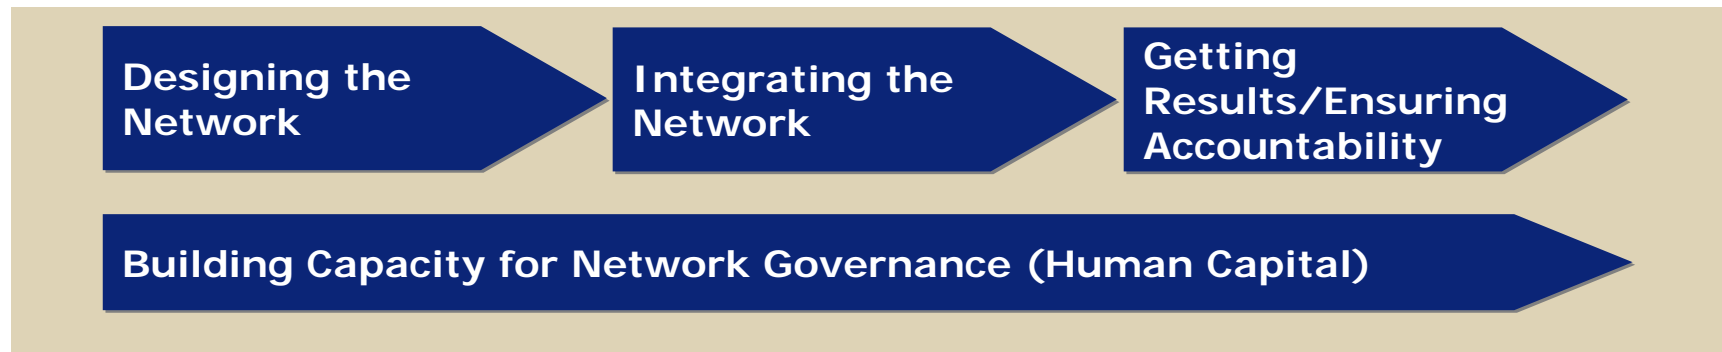 Designing the
Network
Integrating the
Network
Getting
Results/Ensuring
Accountability
Building Capacity for Network Governance (Human Capital)